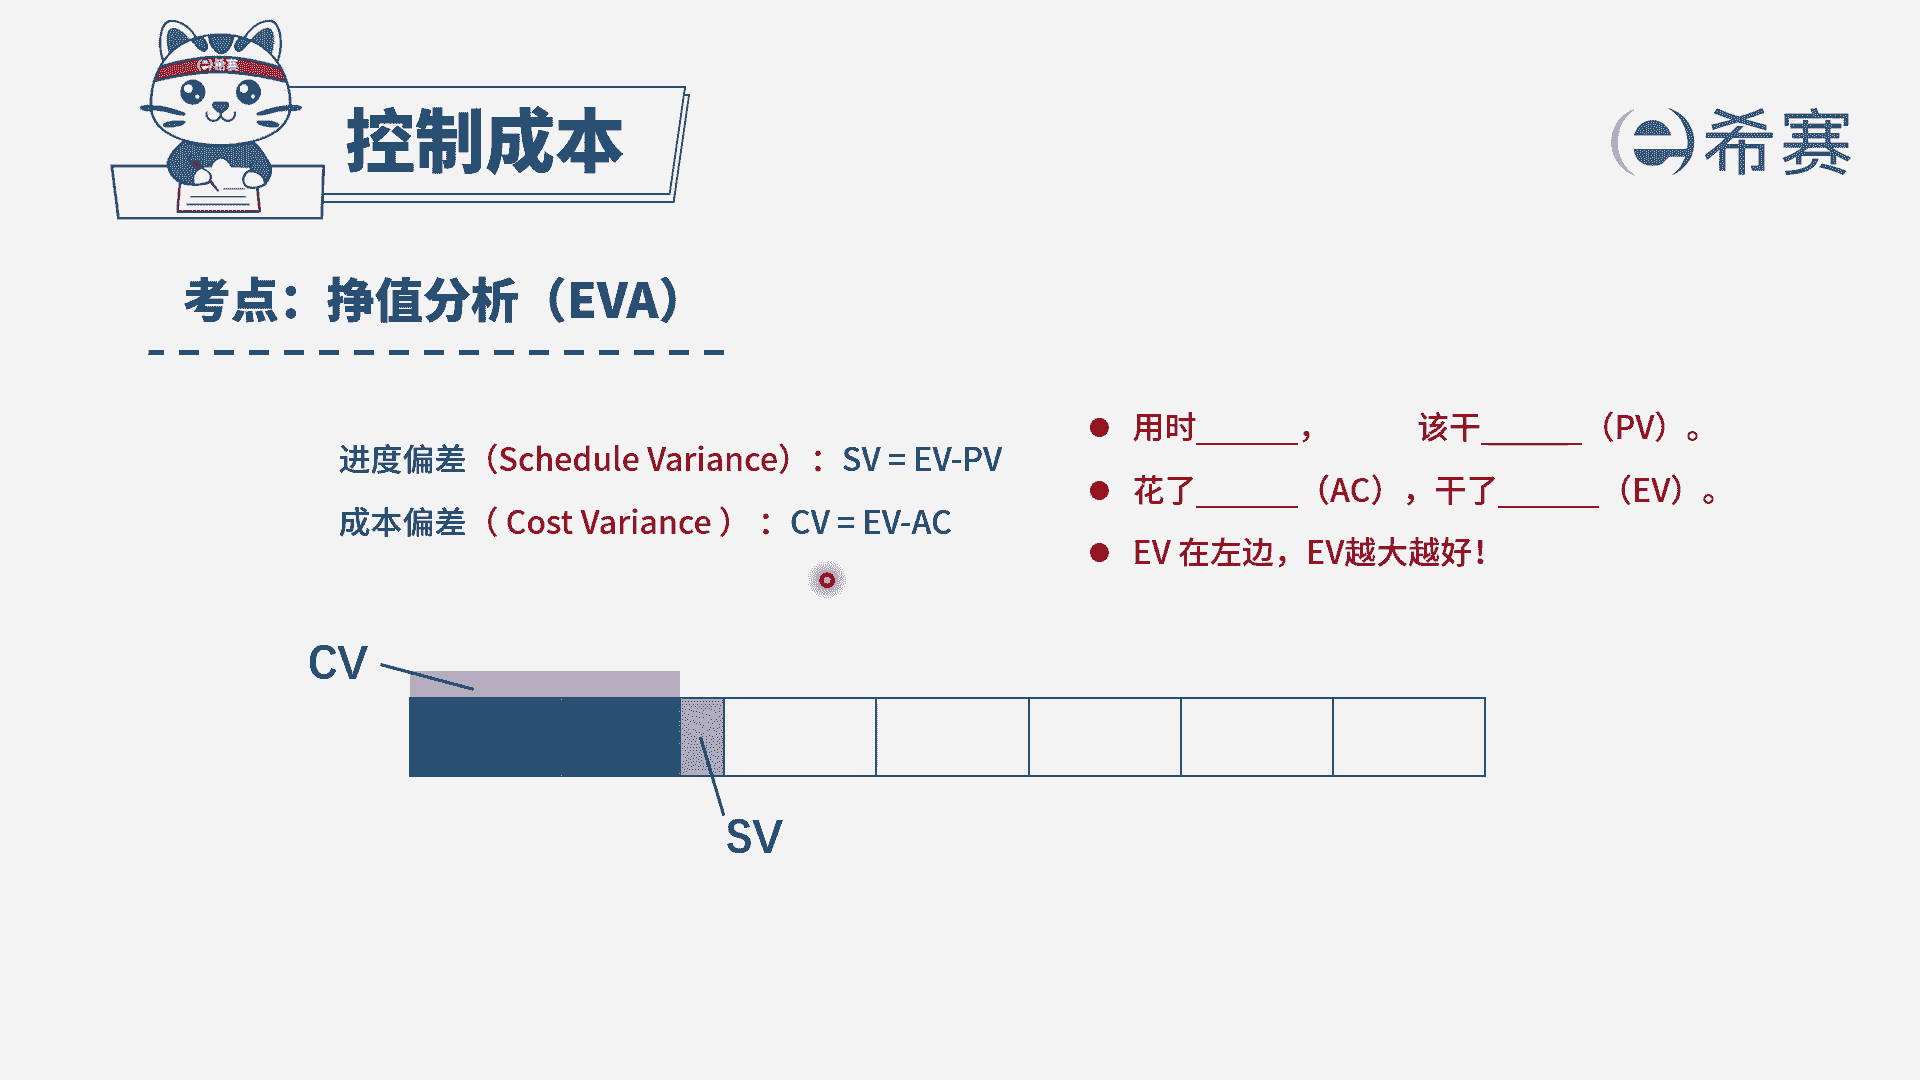 e希赛
控制成本
e希赛
考点：挣值分析（EVA）
进度偏差（Schedule Variance）：SV = EV-PV
成本偏差（ Cost Variance ）：CV = EV-AC
用时______，　　该干______（PV）。
花了______（AC），干了______（EV）。
EV 在左边，EV越大越好！
CV
SV